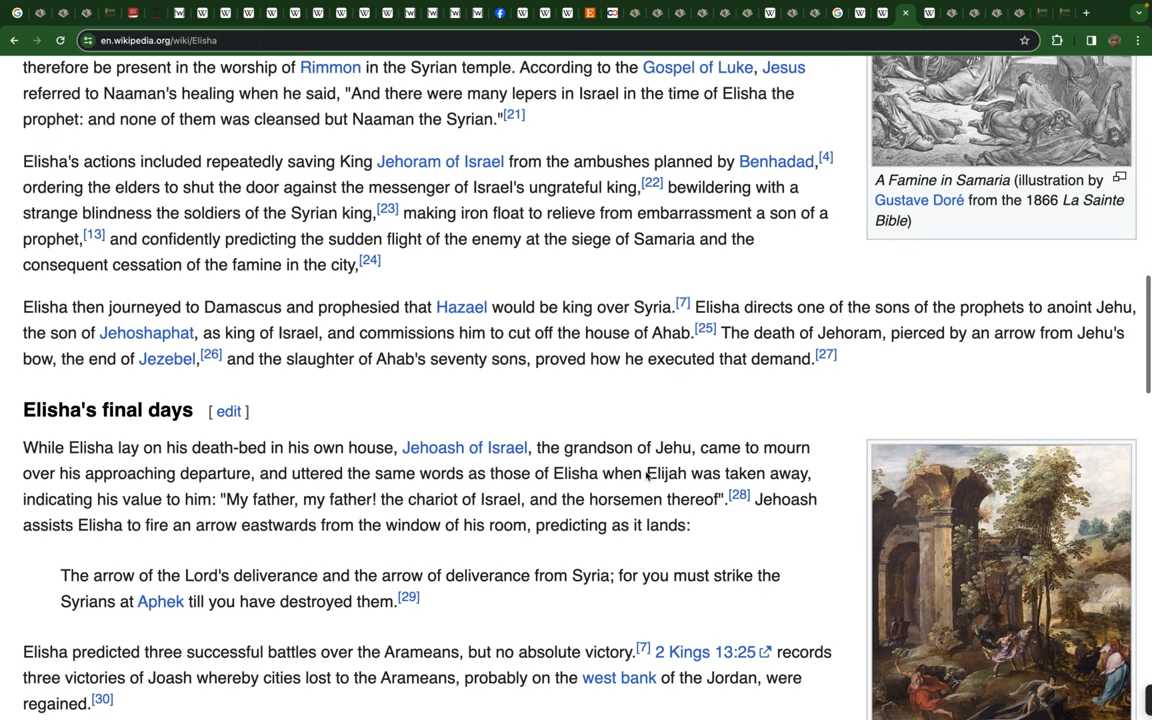 en.wikipedia.org/wiki/Elisha
therefore be present in the worship of Rimmon in the Syrian temple. According to the Gospel of Luke, Jesus
referred to Naaman's healing when he said, "And there were many lepers in Israel in the time of Elisha the
prophet: and none of them was cleansed but Naaman the Syrian."[21]
Elisha's actions included repeatedly saving King Jehoram of Israel from the ambushes planned by Benhadad,[4]
ordering the elders to shut the door against the messenger of Israel's ungrateful king,[22] bewildering with a
strange blindness the soldiers of the Syrian king,[23] making iron float to relieve from embarrassment a son of a
prophet,[13] and confidently predicting the sudden flight of the enemy at the siege of Samaria and the
consequent cessation of the famine in the city,[24]
A Famine in Samaria (illustration by
Gustave Doré from the 1866 La Sainte
Bible)
Elisha then journeyed to Damascus and prophesied that Hazael would be king over Syria.[7] Elisha directs one of the sons of the prophets to anoint Jehu,
the son of Jehoshaphat, as king of Israel, and commissions him to cut off the house of Ahab.[25] The death of Jehoram, pierced by an arrow from Jehu's
bow, the end of Jezebel,[26] and the slaughter of Ahab's seventy sons, proved how he executed that demand.[27]
Elisha's final days [ edit ]
While Elisha lay on his death-bed in his own house, Jehoash of Israel, the grandson of Jehu, came to mourn
over his approaching departure, and uttered the same words as those of Elisha when Elijah was taken away,
indicating his value to him: "My father, my father! the chariot of Israel, and the horsemen thereof".[28] Jehoash
assists Elisha to fire an arrow eastwards from the window of his room, predicting as it lands:
The arrow of the Lord's deliverance and the arrow of deliverance from Syria; for you must strike the
Syrians at Aphek till you have destroyed them.[29]
Elisha predicted three successful battles over the Arameans, but no absolute victory.[7] 2 Kings 13:25 records
three victories of Joash whereby cities lost to the Arameans, probably on the west bank of the Jordan, were
regained.[30]